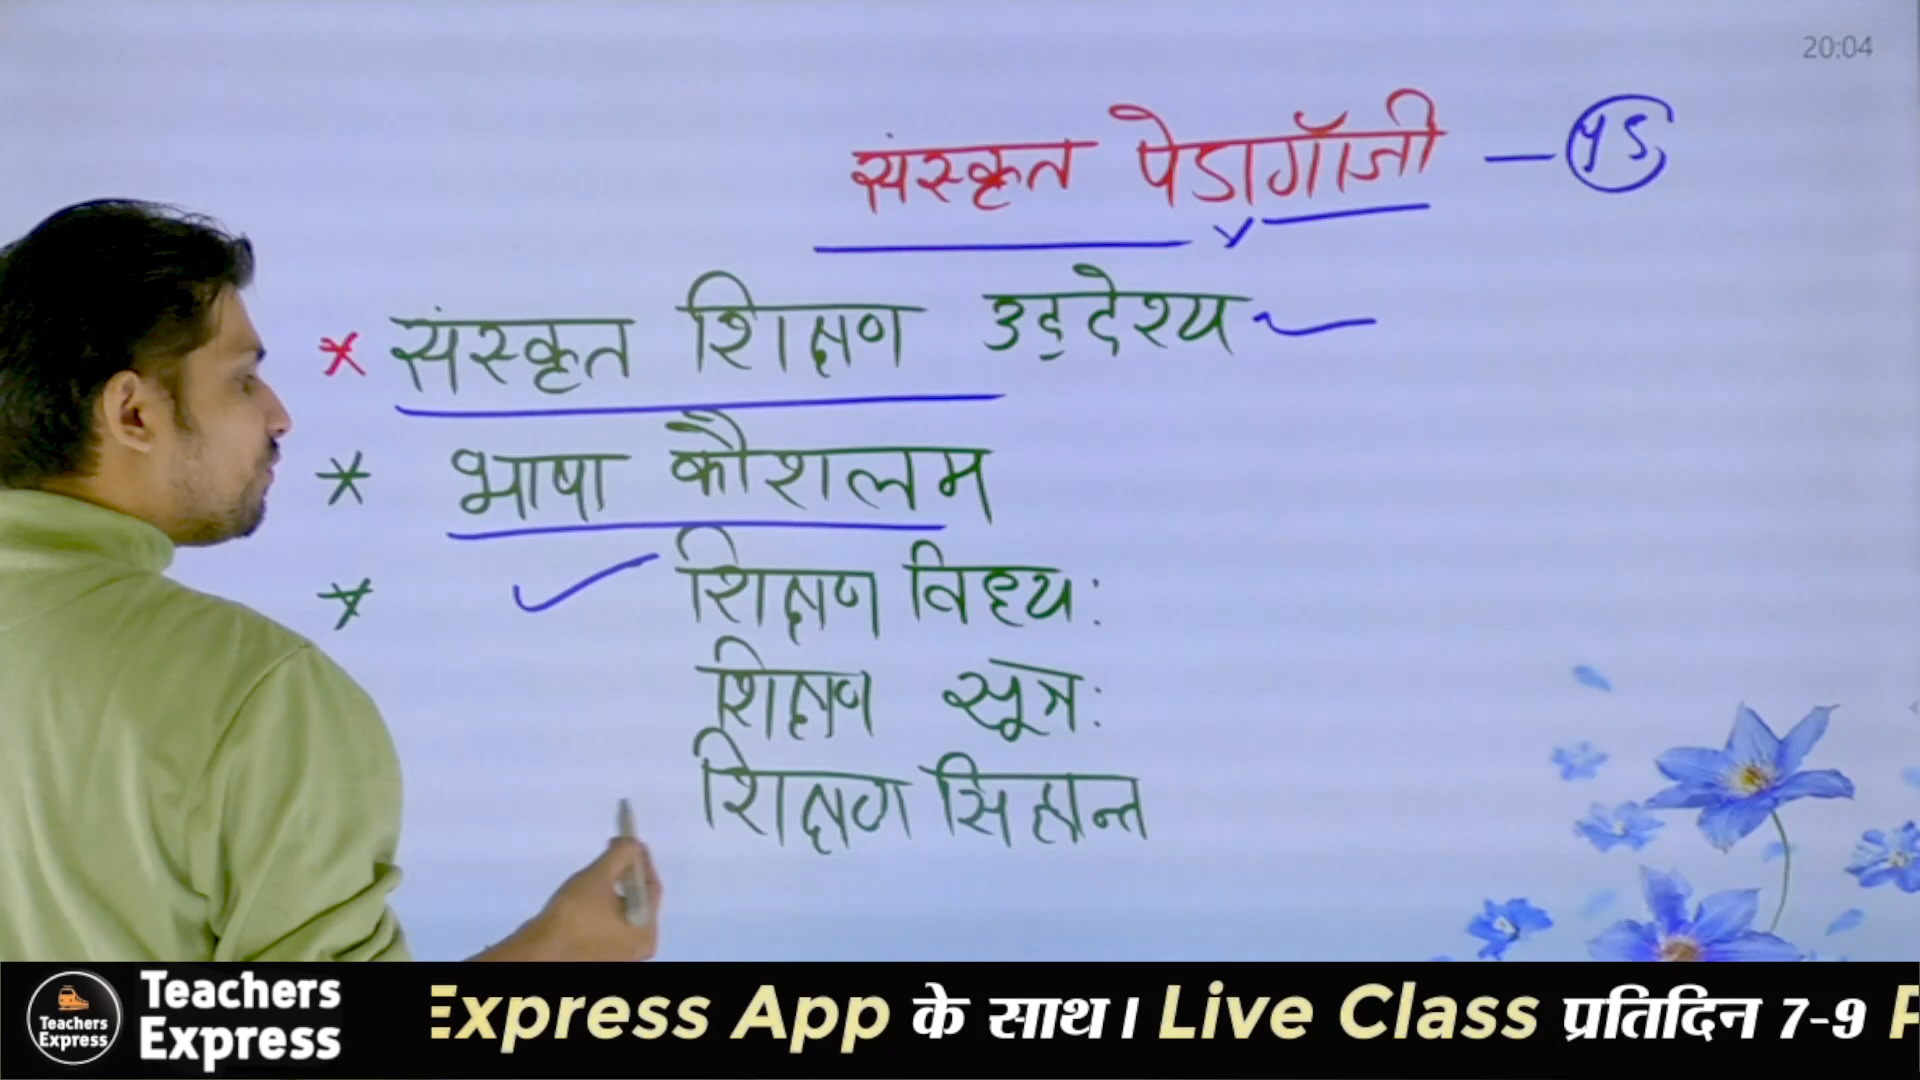 20:04
संस्कृत पेडागॉजी – 45
* संस्कृत शिक्षण उद्देश्य
* भाषा कौशलम
* शिक्षण विधय:
शिक्षण सूत्र:
शिक्षण सिद्धान्त
Teachers Express
Teachers Express
Express App के साथ। Live Class प्रतिदिन 7-9